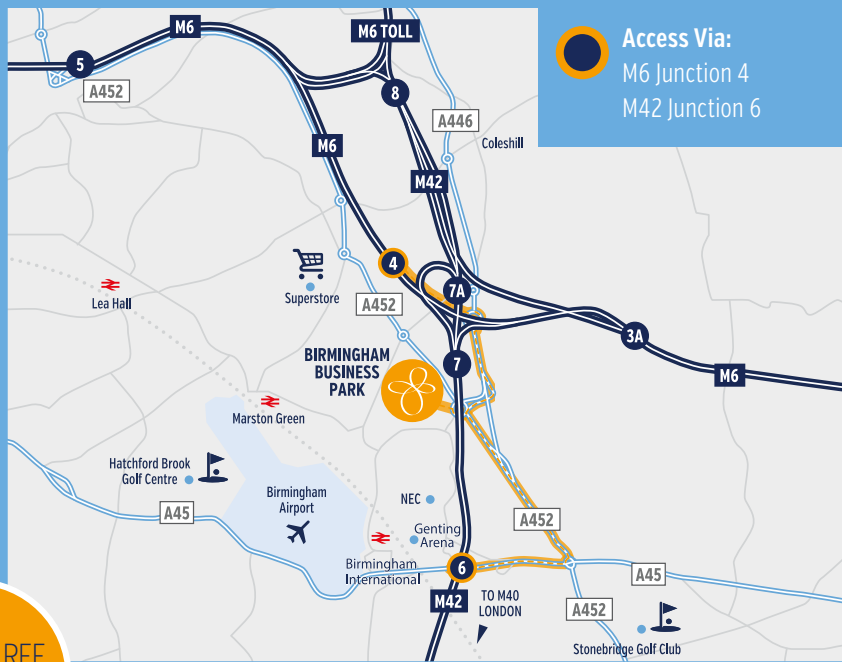 M6
M6 TOLL
Access Via:
M6 Junction 4
M42 Junction 6
5
A452
8
A446
Coleshill
M6
M42
4
7A
Superstore
A452
Lea Hall
3A
BIRMINGHAM
BUSINESS
PARK
7
M6
Marston Green
Hatchford Brook
Golf Centre
Birmingham
Airport
NEC
A45
A452
Genting
Arena
Birmingham
International
6
A45
M42
TO M40
LONDON
A452
Stonebridge Golf Club